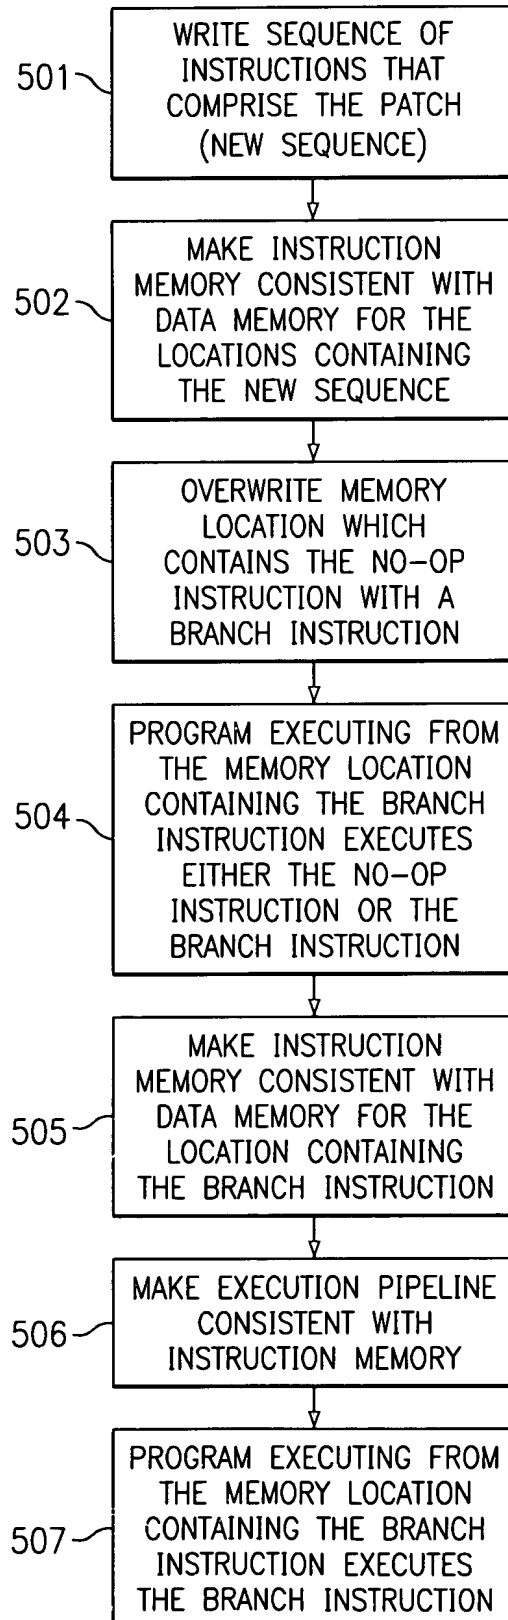 501
WRITE SEQUENCE OF
INSTRUCTIONS THAT
COMPRISE THE PATCH
(NEW SEQUENCE)
502
MAKE INSTRUCTION
MEMORY CONSISTENT WITH
DATA MEMORY FOR THE
LOCATIONS CONTAINING
THE NEW SEQUENCE
503
OVERWRITE MEMORY
LOCATION WHICH
CONTAINS THE NO-OP
INSTRUCTION WITH A
BRANCH INSTRUCTION
504
PROGRAM EXECUTING FROM
THE MEMORY LOCATION
CONTAINING THE BRANCH
INSTRUCTION EXECUTES
EITHER THE NO-OP
INSTRUCTION OR THE
BRANCH INSTRUCTION
505
MAKE INSTRUCTION
MEMORY CONSISTENT WITH
DATA MEMORY FOR THE
LOCATION CONTAINING
THE BRANCH INSTRUCTION
506
MAKE EXECUTION PIPELINE
CONSISTENT WITH
INSTRUCTION MEMORY
507
PROGRAM EXECUTING FROM
THE MEMORY LOCATION
CONTAINING THE BRANCH
INSTRUCTION EXECUTES
THE BRANCH INSTRUCTION